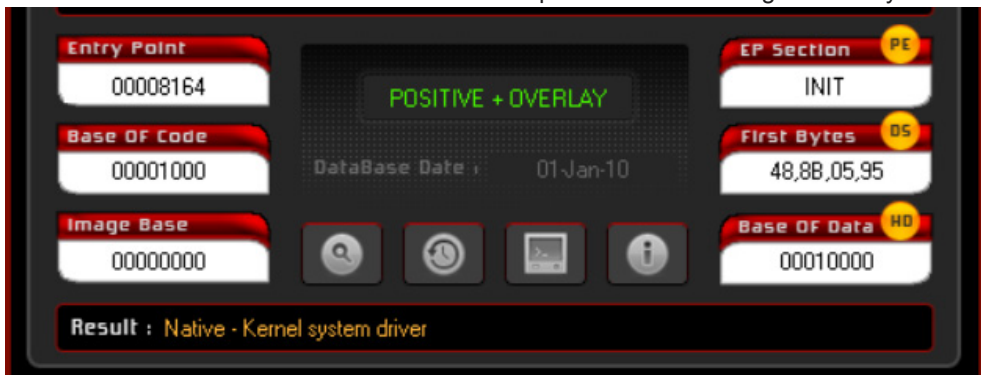 Entry Point
00008164
Base OF Code
00001000
Image Base
00000000
POSITIVE + OVERLAY
DataBase Date :
01-Jan-10
EP Section
PE
INIT
First Bytes
DS
48,8B,05,95
Base OF Data
HD
00010000
Result : Native - Kernel system driver